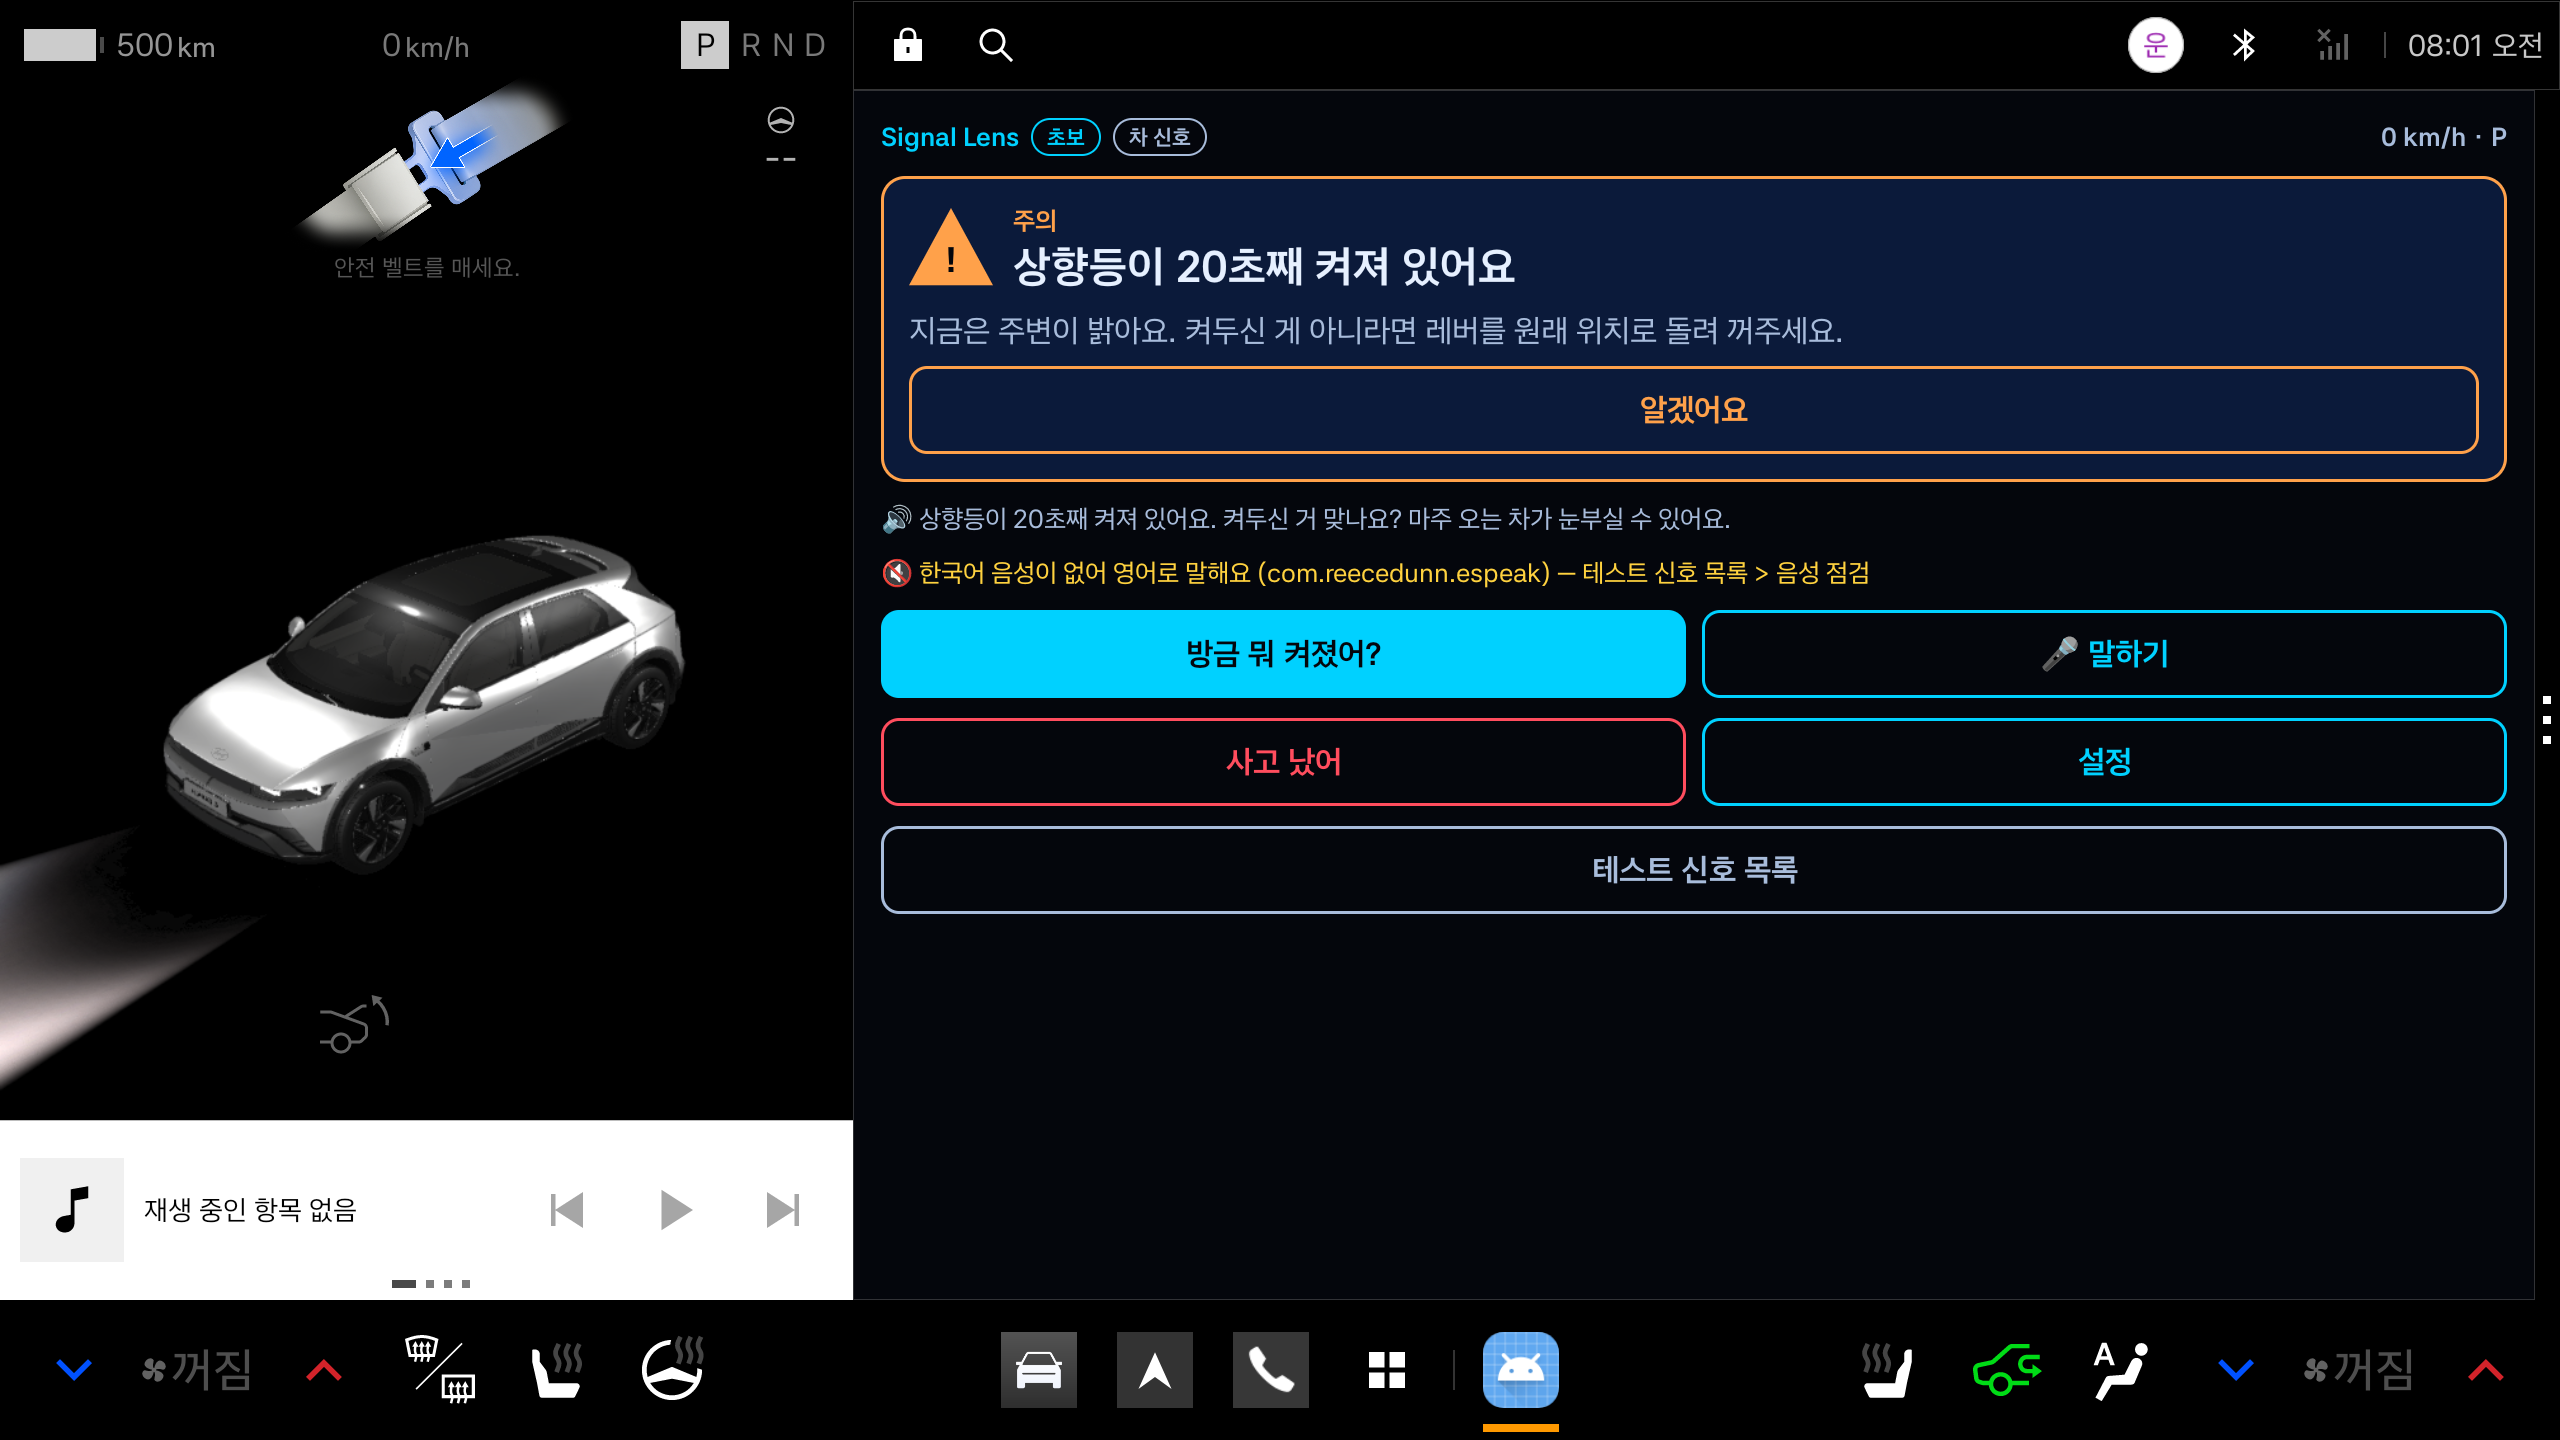 500 km
0 km/h
P R N D
08:01 오전
운
안전 벨트를 매세요.
--
Signal Lens 초보 차 신호
0 km/h · P
주의
상향등이 20초째 켜져 있어요
지금은 주변이 밝아요. 켜두신 게 아니라면 레버를 원래 위치로 돌려 꺼주세요.
알겠어요
상향등이 20초째 켜져 있어요. 켜두신 거 맞나요? 마주 오는 차가 눈부실 수 있어요.
한국어 음성이 없어 영어로 말해요 (com.reecedunn.espeak) — 테스트 신호 목록 > 음성 점검
방금 뭐 켜졌어?
말하기
사고 났어
설정
테스트 신호 목록
재생 중인 항목 없음
꺼짐
A
꺼짐